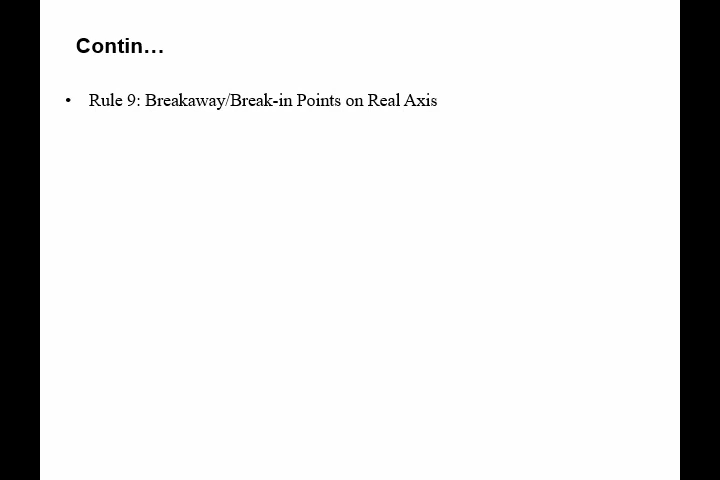 Contin…
• Rule 9: Breakaway/Break-in Points on Real Axis